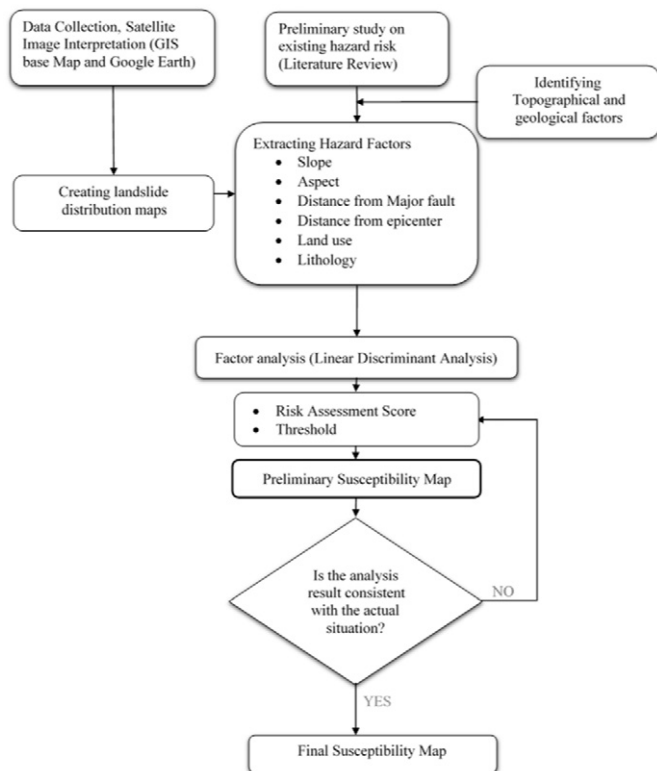 Data Collection, Satellite
Image Interpretation (GIS
base Map and Google Earth)
Preliminary study on
existing hazard risk
(Literature Review)
Identifying
Topographical and
geological factors
Creating landslide
distribution maps
Extracting Hazard Factors
• Slope
• Aspect
• Distance from Major fault
• Distance from epicenter
• Land use
• Lithology
Factor analysis (Linear Discriminant Analysis)
• Risk Assessment Score
• Threshold
Preliminary Susceptibility Map
Is the analysis
result consistent
with the actual
situation?
NO
YES
Final Susceptibility Map